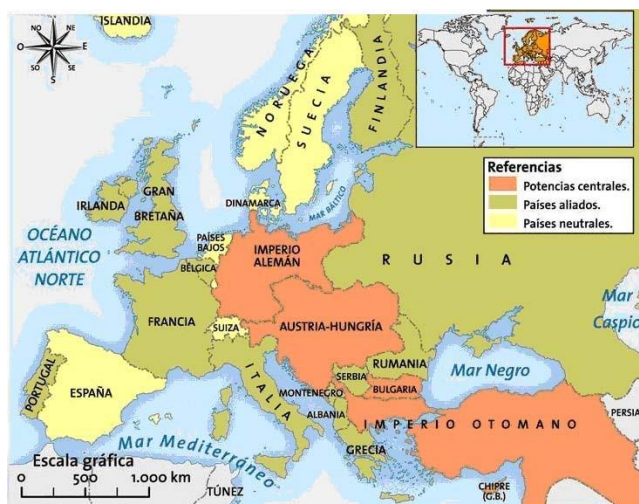 ISLANDIA
NO
N
NE
O
E
SO
S
SE
NORUEGA
SUECIA
FINLANDIA
Referencias
Potencias centrales.
Países aliados.
Países neutrales.
IRLANDA
GRAN
BRETAÑA
DINAMARCA
MAR BÁLTICO
OCÉANO
ATLÁNTICO
NORTE
PAÍSES
BAJOS
BÉLGICA
IMPERIO
ALEMÁN
RUSIA
FRANCIA
SUIZA
AUSTRIA-HUNGRÍA
Mar
Caspio
PORTUGAL
ESPAÑA
ITALIA
RUMANIA
SERBIA
BULGARIA
MONTENEGRO
ALBANIA
Mar Negro
IMPERIO OTOMANO
PERSIA
GRECIA
Mar Mediterráneo
Escala gráfica
0 500 1.000 km
TÚNEZ
CHIPRE
(G.B.)